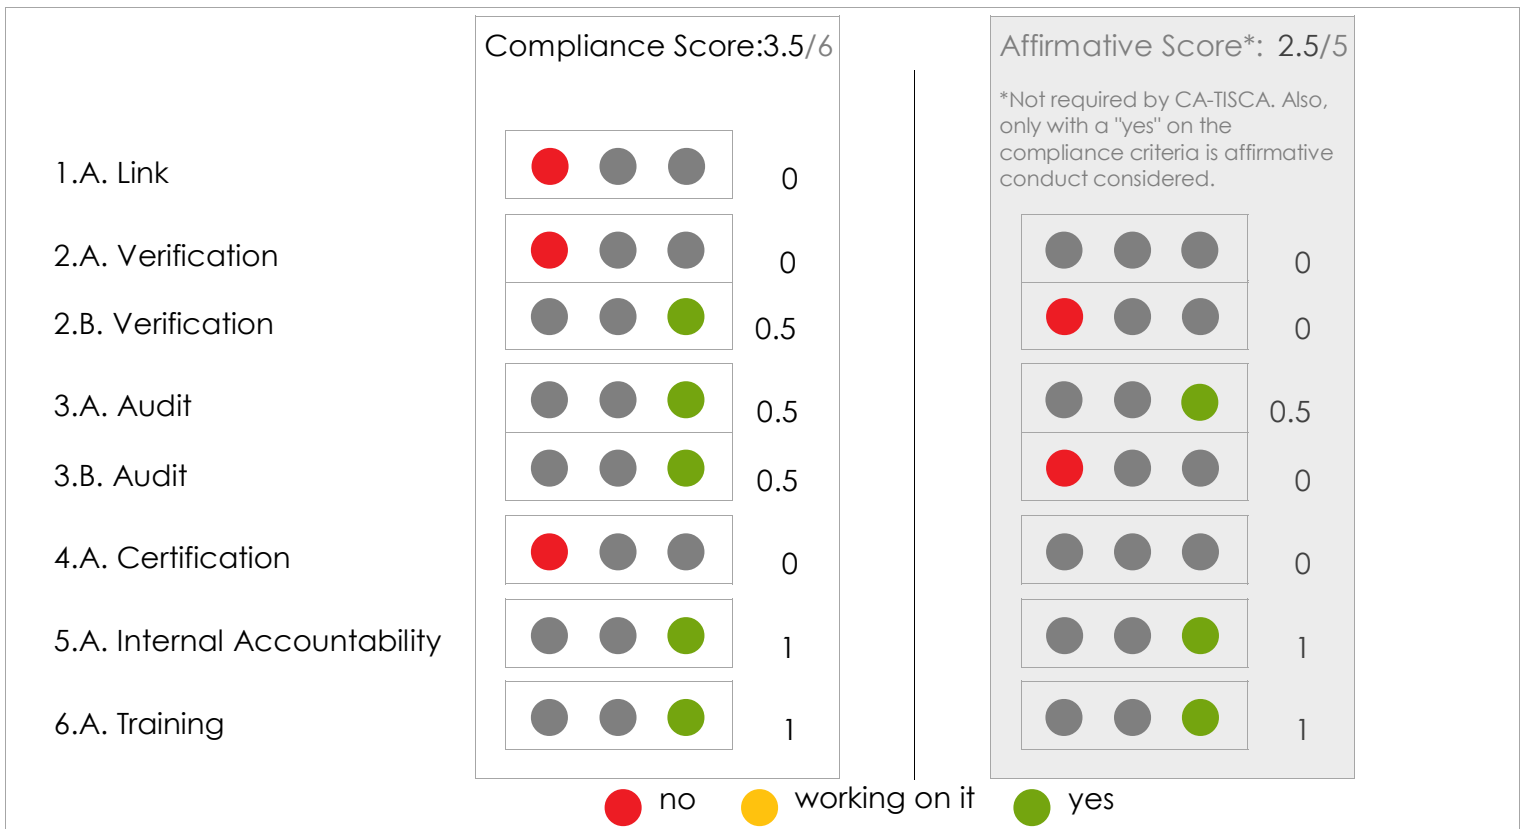 Compliance Score:3.5/6
Affirmative Score*: 2.5/5
*Not required by CA-TISCA. Also,
only with a "yes" on the
compliance criteria is affirmative
conduct considered.
1.A. Link 0
2.A. Verification 0 0
2.B. Verification 0.5 0
3.A. Audit 0.5 0.5
3.B. Audit 0.5 0
4.A. Certification 0 0
5.A. Internal Accountability 1 1
6.A. Training 1 1
no working on it yes